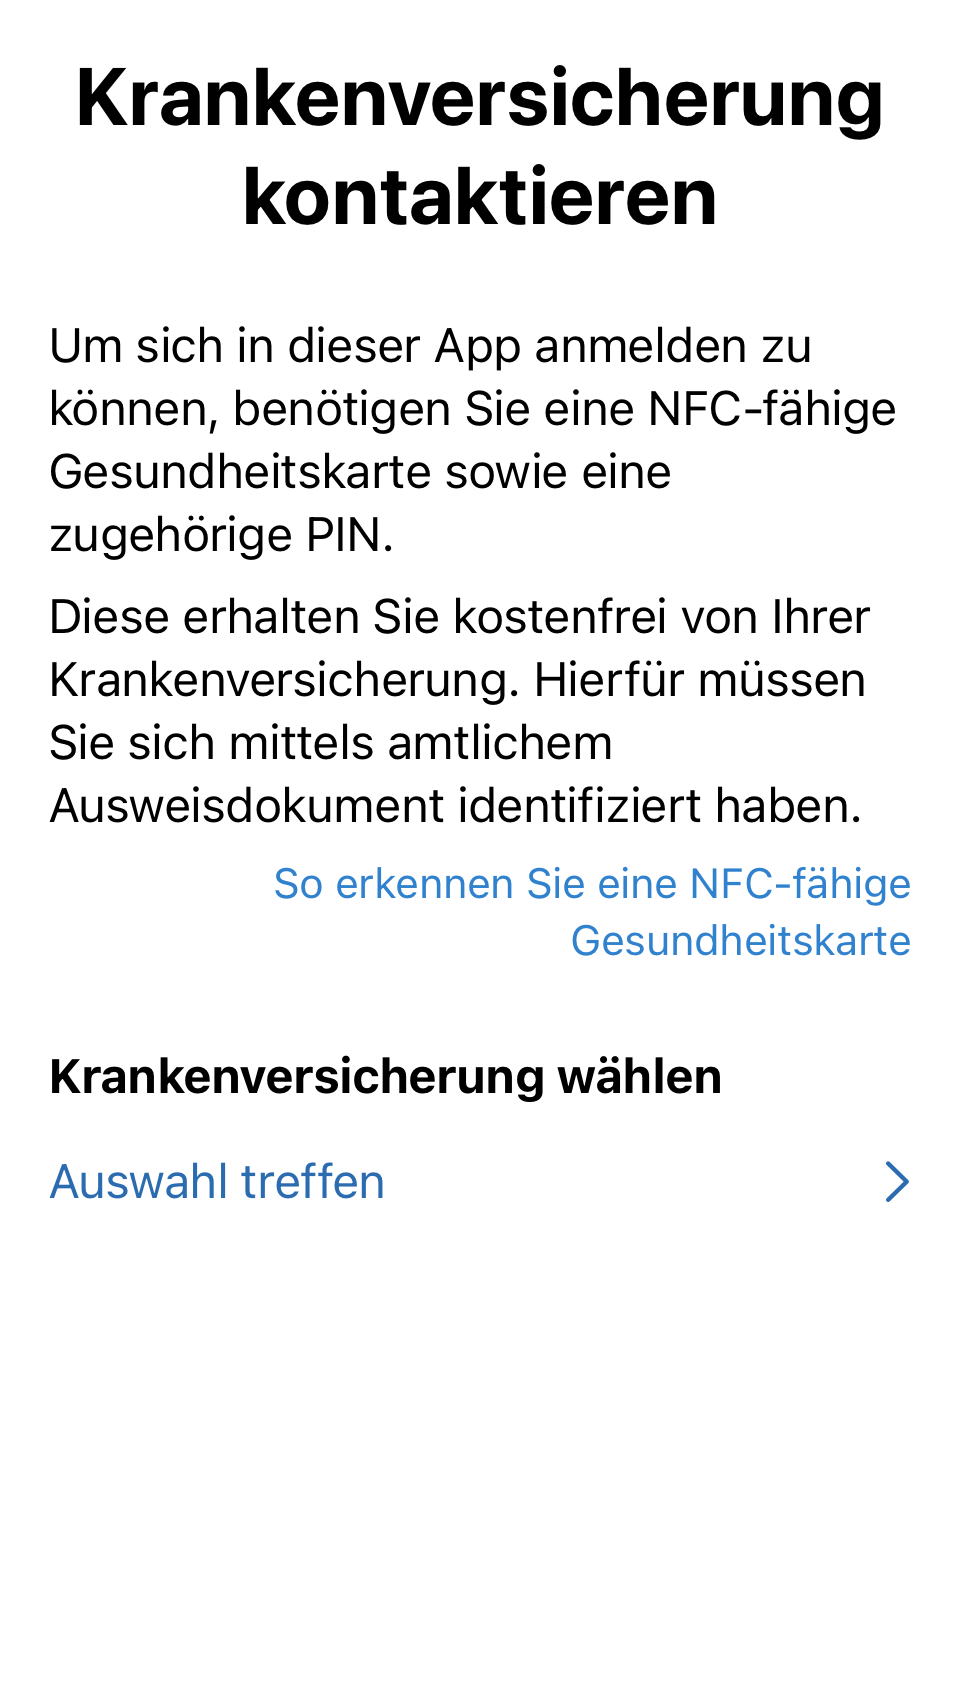 Krankenversicherung
kontaktieren
Um sich in dieser App anmelden zu
können, benötigen Sie eine NFC-fähige
Gesundheitskarte sowie eine
zugehörige PIN.
Diese erhalten Sie kostenfrei von Ihrer
Krankenversicherung. Hierfür müssen
Sie sich mittels amtlichem
Ausweisdokument identifiziert haben.
So erkennen Sie eine NFC-fähige
Gesundheitskarte
Krankenversicherung wählen
Auswahl treffen